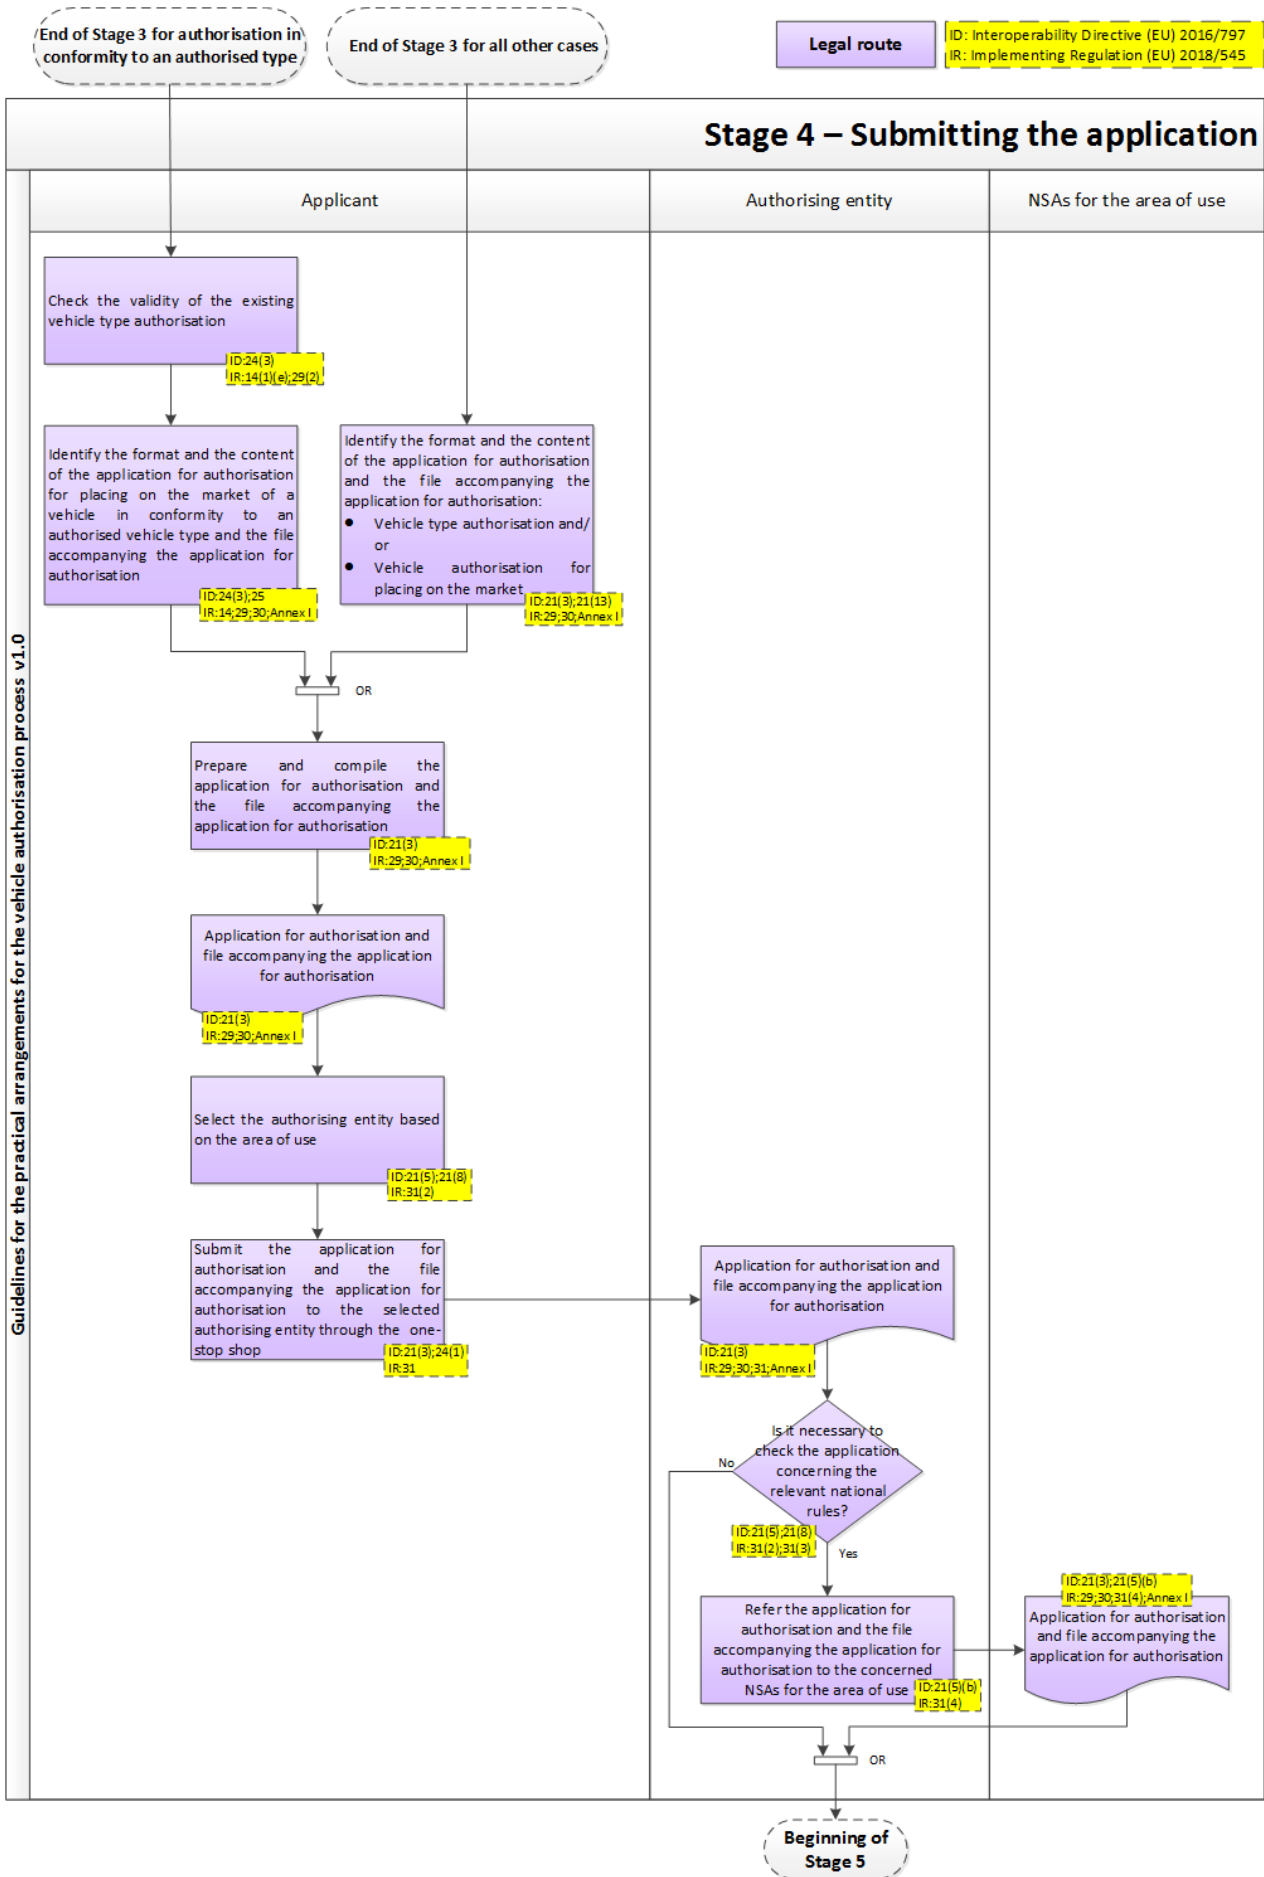 End of Stage 3 for authorisation in
conformity to an authorised type
End of Stage 3 for all other cases
Legal route
ID: Interoperability Directive (EU) 2016/797
IR: Implementing Regulation (EU) 2018/545
Stage 4 – Submitting the application
Applicant
Authorising entity
NSAs for the area of use
Guidelines for the practical arrangements for the vehicle authorisation process v1.0
Check the validity of the existing
vehicle type authorisation
ID:24(3)
IR:14(1)(e);29(2)
Identify the format and the content
of the application for authorisation
for placing on the market of a
vehicle in conformity to an
authorised vehicle type and the file
accompanying the application for
authorisation
ID:24(3);25
IR:14;29;30;Annex I
Identify the format and the content
of the application for authorisation
and the file accompanying the
application for authorisation:
● Vehicle type authorisation and/
or
● Vehicle authorisation for
placing on the market
ID:21(3);21(13)
IR:29;30;Annex I
OR
Prepare and compile the
application for authorisation and
the file accompanying the
application for authorisation
ID:21(3)
IR:29;30;Annex I
Application for authorisation and
file accompanying the application
for authorisation
ID:21(3)
IR:29;30;Annex I
Select the authorising entity based
on the area of use
ID:21(5);21(8)
IR:31(2)
Submit the application for
authorisation and the file
accompanying the application for
authorisation to the selected
authorising entity through the one-
stop shop
ID:21(3);24(1)
IR:31
Application for authorisation and
file accompanying the application
for authorisation
ID:21(3)
IR:29;30;31;Annex I
Is it necessary to
check the application
concerning the
relevant national
rules?
No
ID:21(5);21(8)
IR:31(2);31(3)
Yes
Refer the application for
authorisation and the file
accompanying the application for
authorisation to the concerned
NSAs for the area of use
ID:21(5)(b)
IR:31(4)
ID:21(3);21(5)(b)
IR:29;30;31(4);Annex I
Application for authorisation
and file accompanying the
application for authorisation
OR
Beginning of
Stage 5